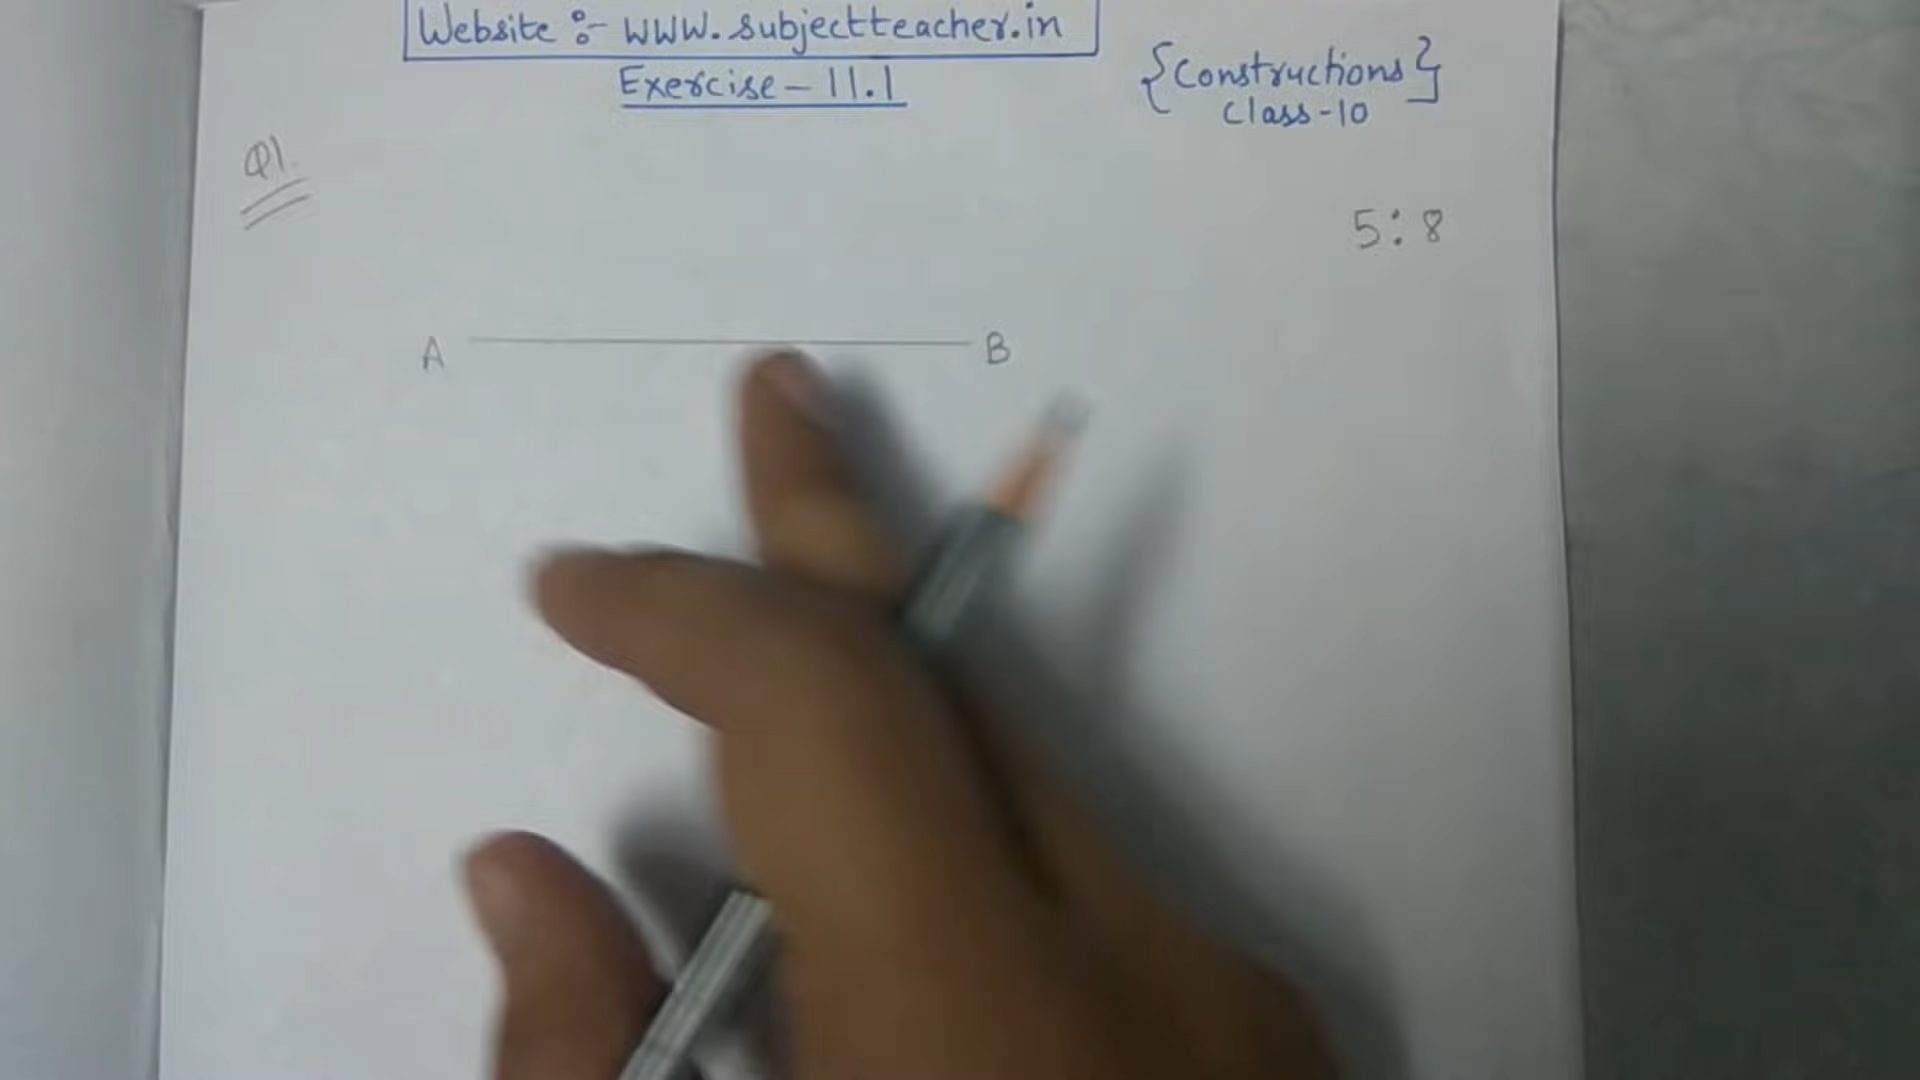 Website :- www.subjectteacher.in
Exercise - 11.1
{Constructions}
Class-10
Q1.
5:8
A
B